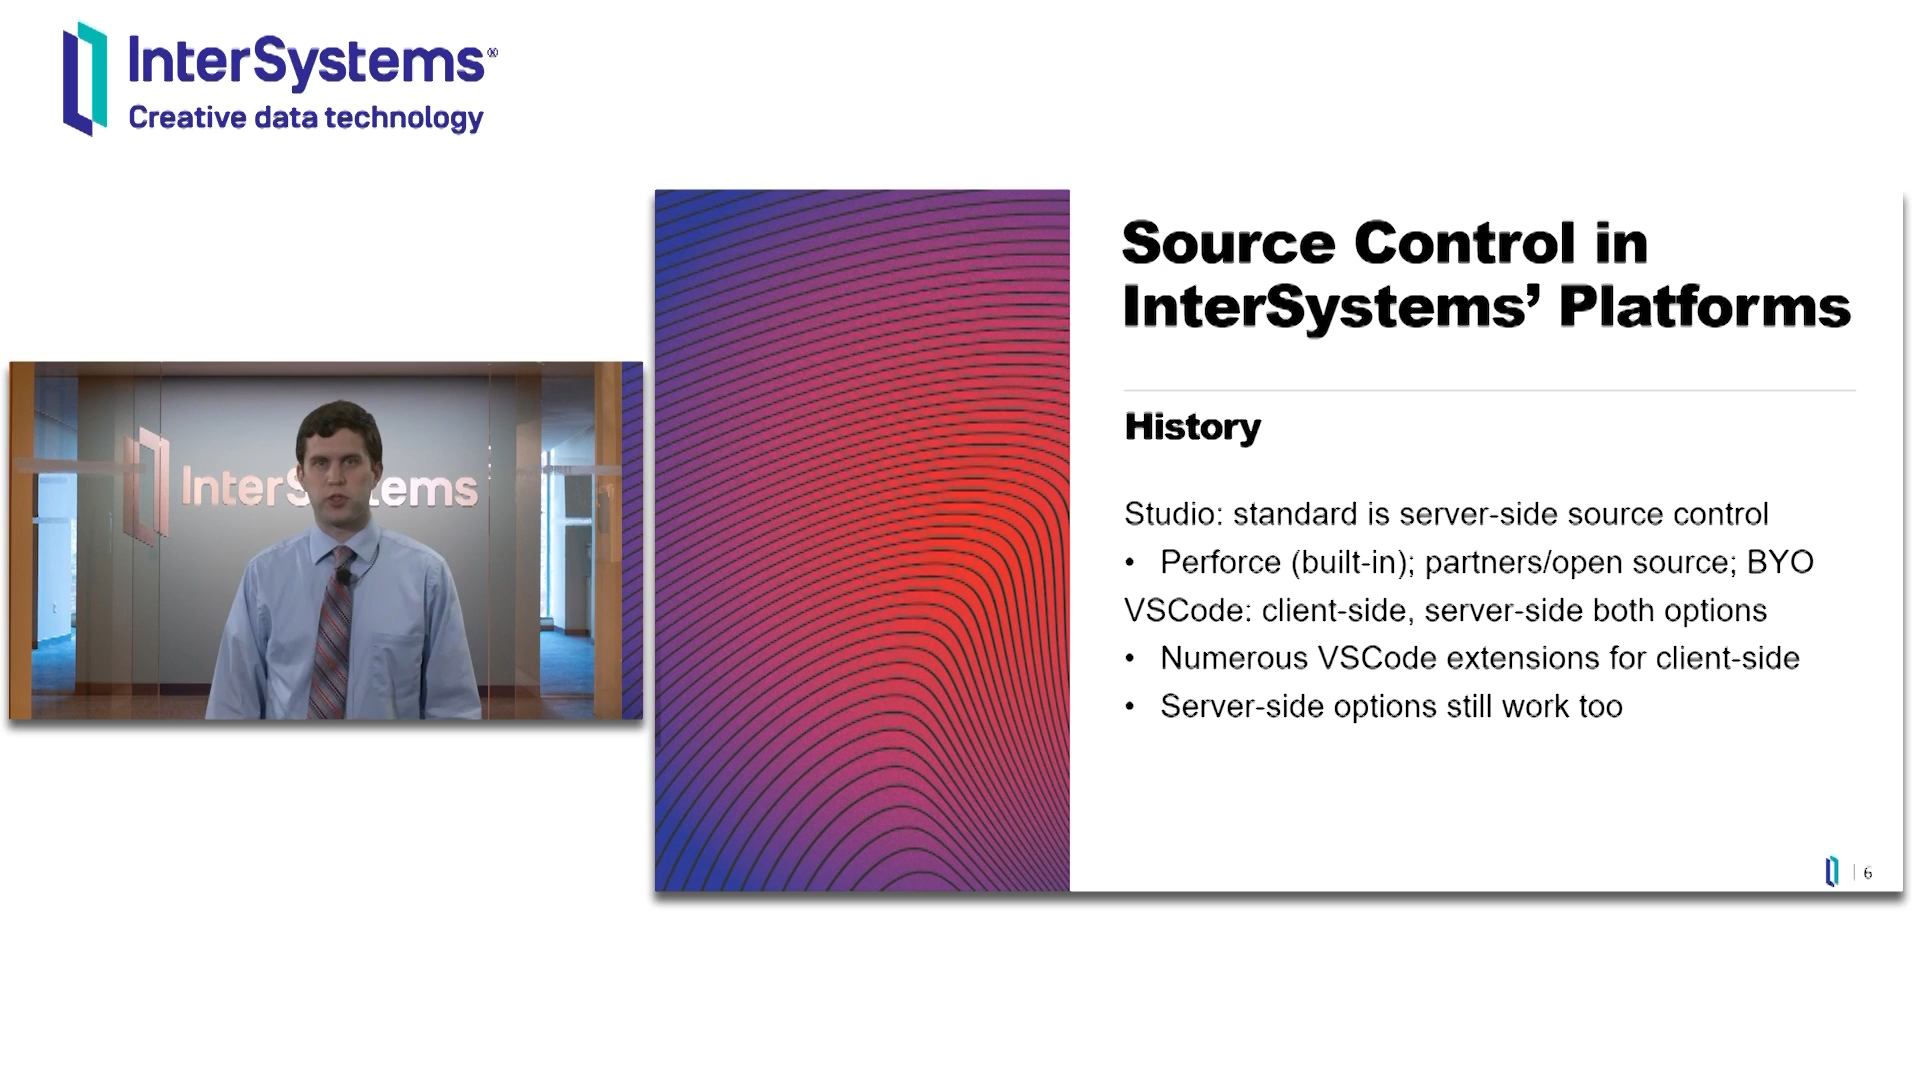 InterSystems®
Creative data technology
InterSystems
Source Control in
InterSystems’ Platforms
History
Studio: standard is server-side source control
• Perforce (built-in); partners/open source; BYO
VSCode: client-side, server-side both options
• Numerous VSCode extensions for client-side
• Server-side options still work too
6